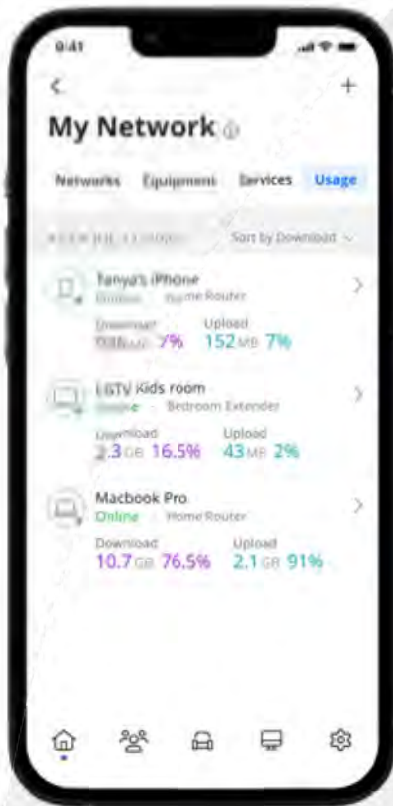 9:41
My Network
Networks Equipment Services Usage
Sort by Download
Tanya's iPhone
Home Router
Download Upload
7% 152 MB 7%
LGTV Kids room
Online Bedroom Extender
Download Upload
2.3 GB 16.5% 43 MB 2%
Macbook Pro
Online Home Router
Download Upload
10.7 GB 76.5% 2.1 GB 91%